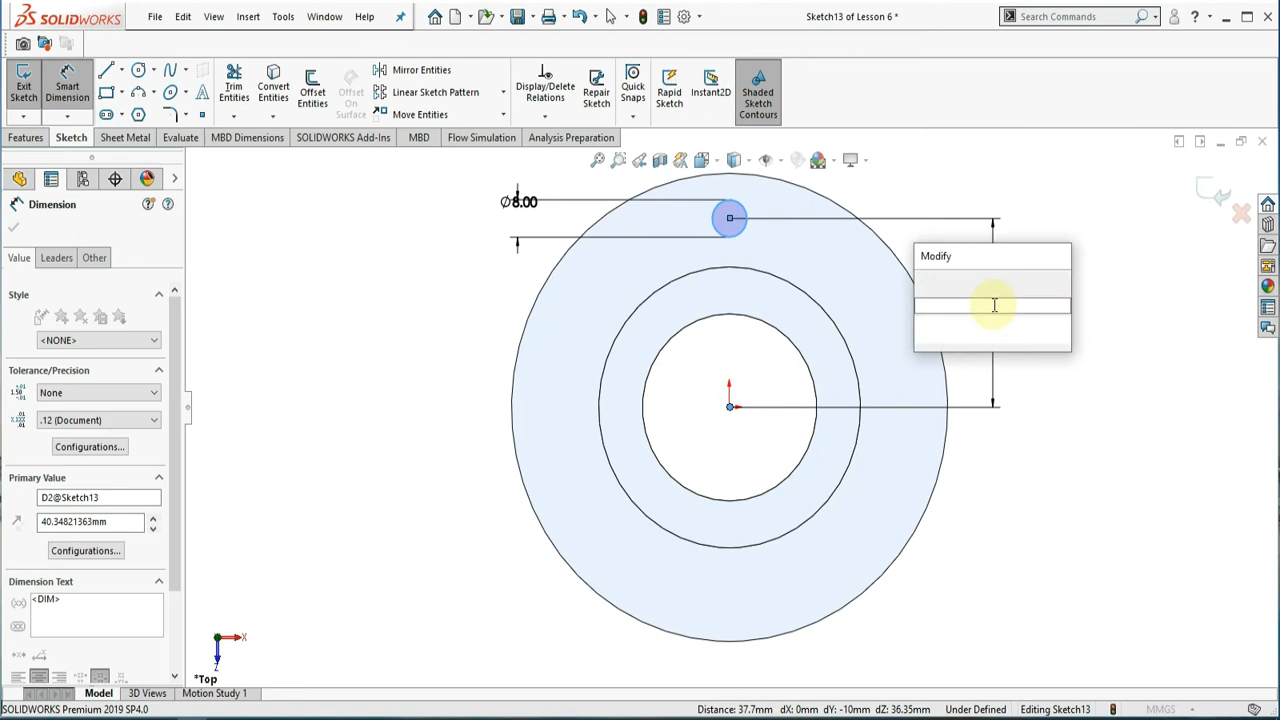 SOLIDWORKS
File Edit View Insert Tools Window Help
Sketch13 of Lesson 6 *
Search Commands
Exit Sketch
Smart Dimension
Trim Entities
Convert Entities
Offset Entities
Offset On Surface
Mirror Entities
Linear Sketch Pattern
Move Entities
Display/Delete Relations
Repair Sketch
Quick Snaps
Rapid Sketch
Instant2D
Shaded Sketch Contours
Features Sketch Sheet Metal Evaluate MBD Dimensions SOLIDWORKS Add-Ins MBD Flow Simulation Analysis Preparation
Dimension
Value Leaders Other
Style
<NONE>
Tolerance/Precision
None
.12 (Document)
Configurations...
Primary Value
D2@Sketch13
40.34821363mm
Configurations...
Dimension Text
<DIM>
∅8.00
Modify
X
Z
*Top
Model 3D Views Motion Study 1
SOLIDWORKS Premium 2019 SP4.0
Distance: 37.7mm dX: 0mm dY: -10mm dZ: 36.35mm Under Defined Editing Sketch13 MMGS